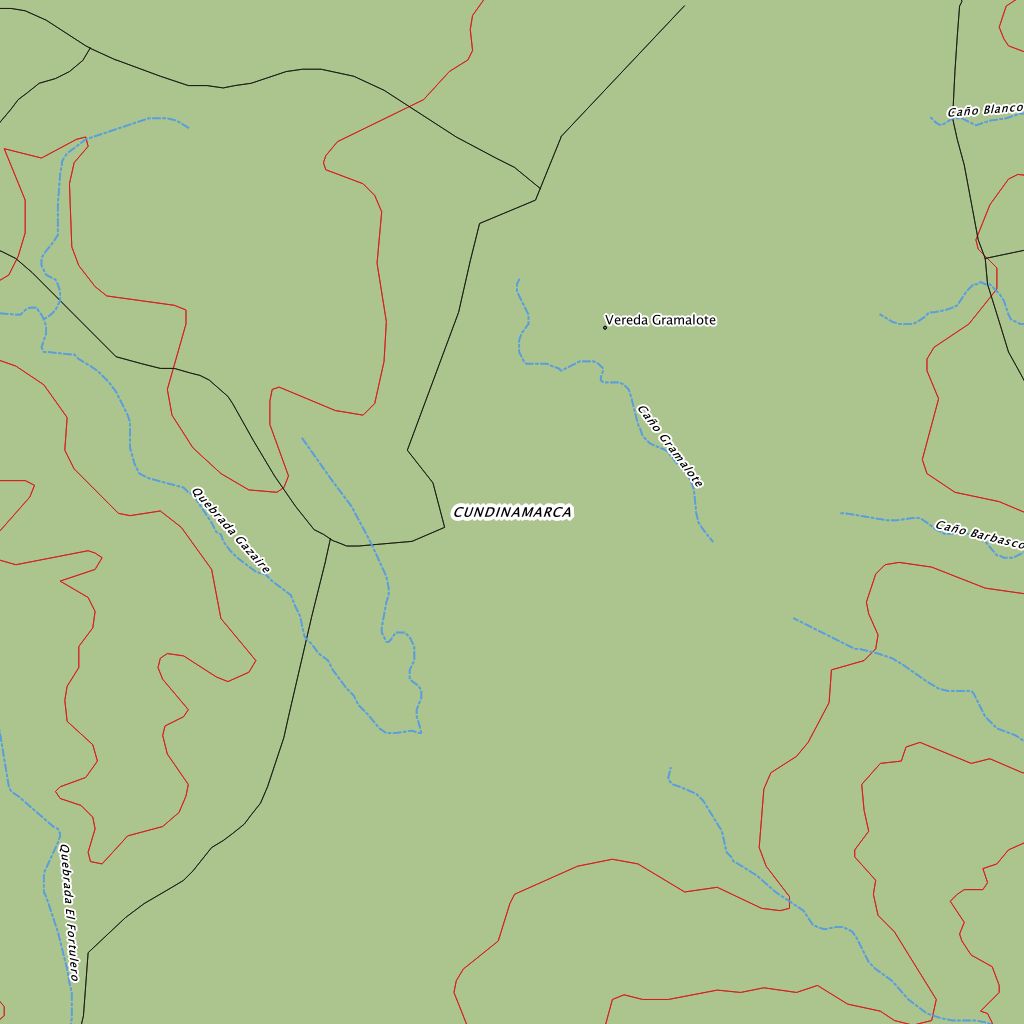 Caño Blanco
Vereda Gramalote
Caño Gramalote
CUNDINAMARCA
Quebrada Gazaire
Caño Barbasco
Quebrada El Fortulero